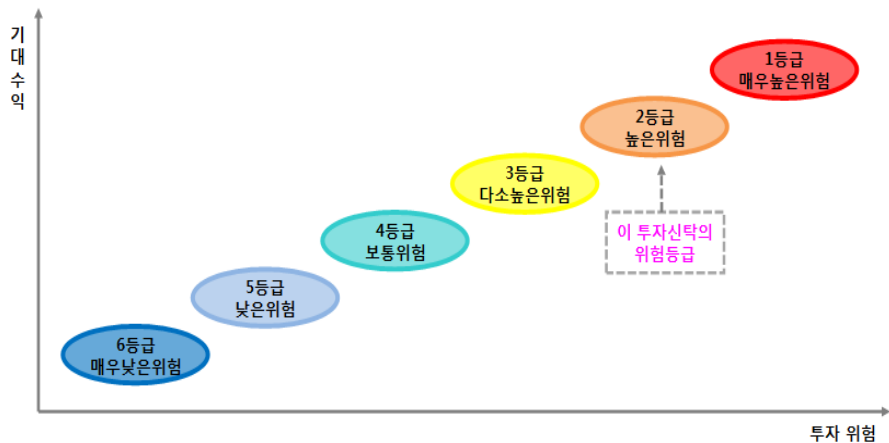 기대수익
1등급
매우높은위험
2등급
높은위험
3등급
다소높은위험
이 투자신탁의
위험등급
4등급
보통위험
5등급
낮은위험
6등급
매우낮은위험
투자 위험